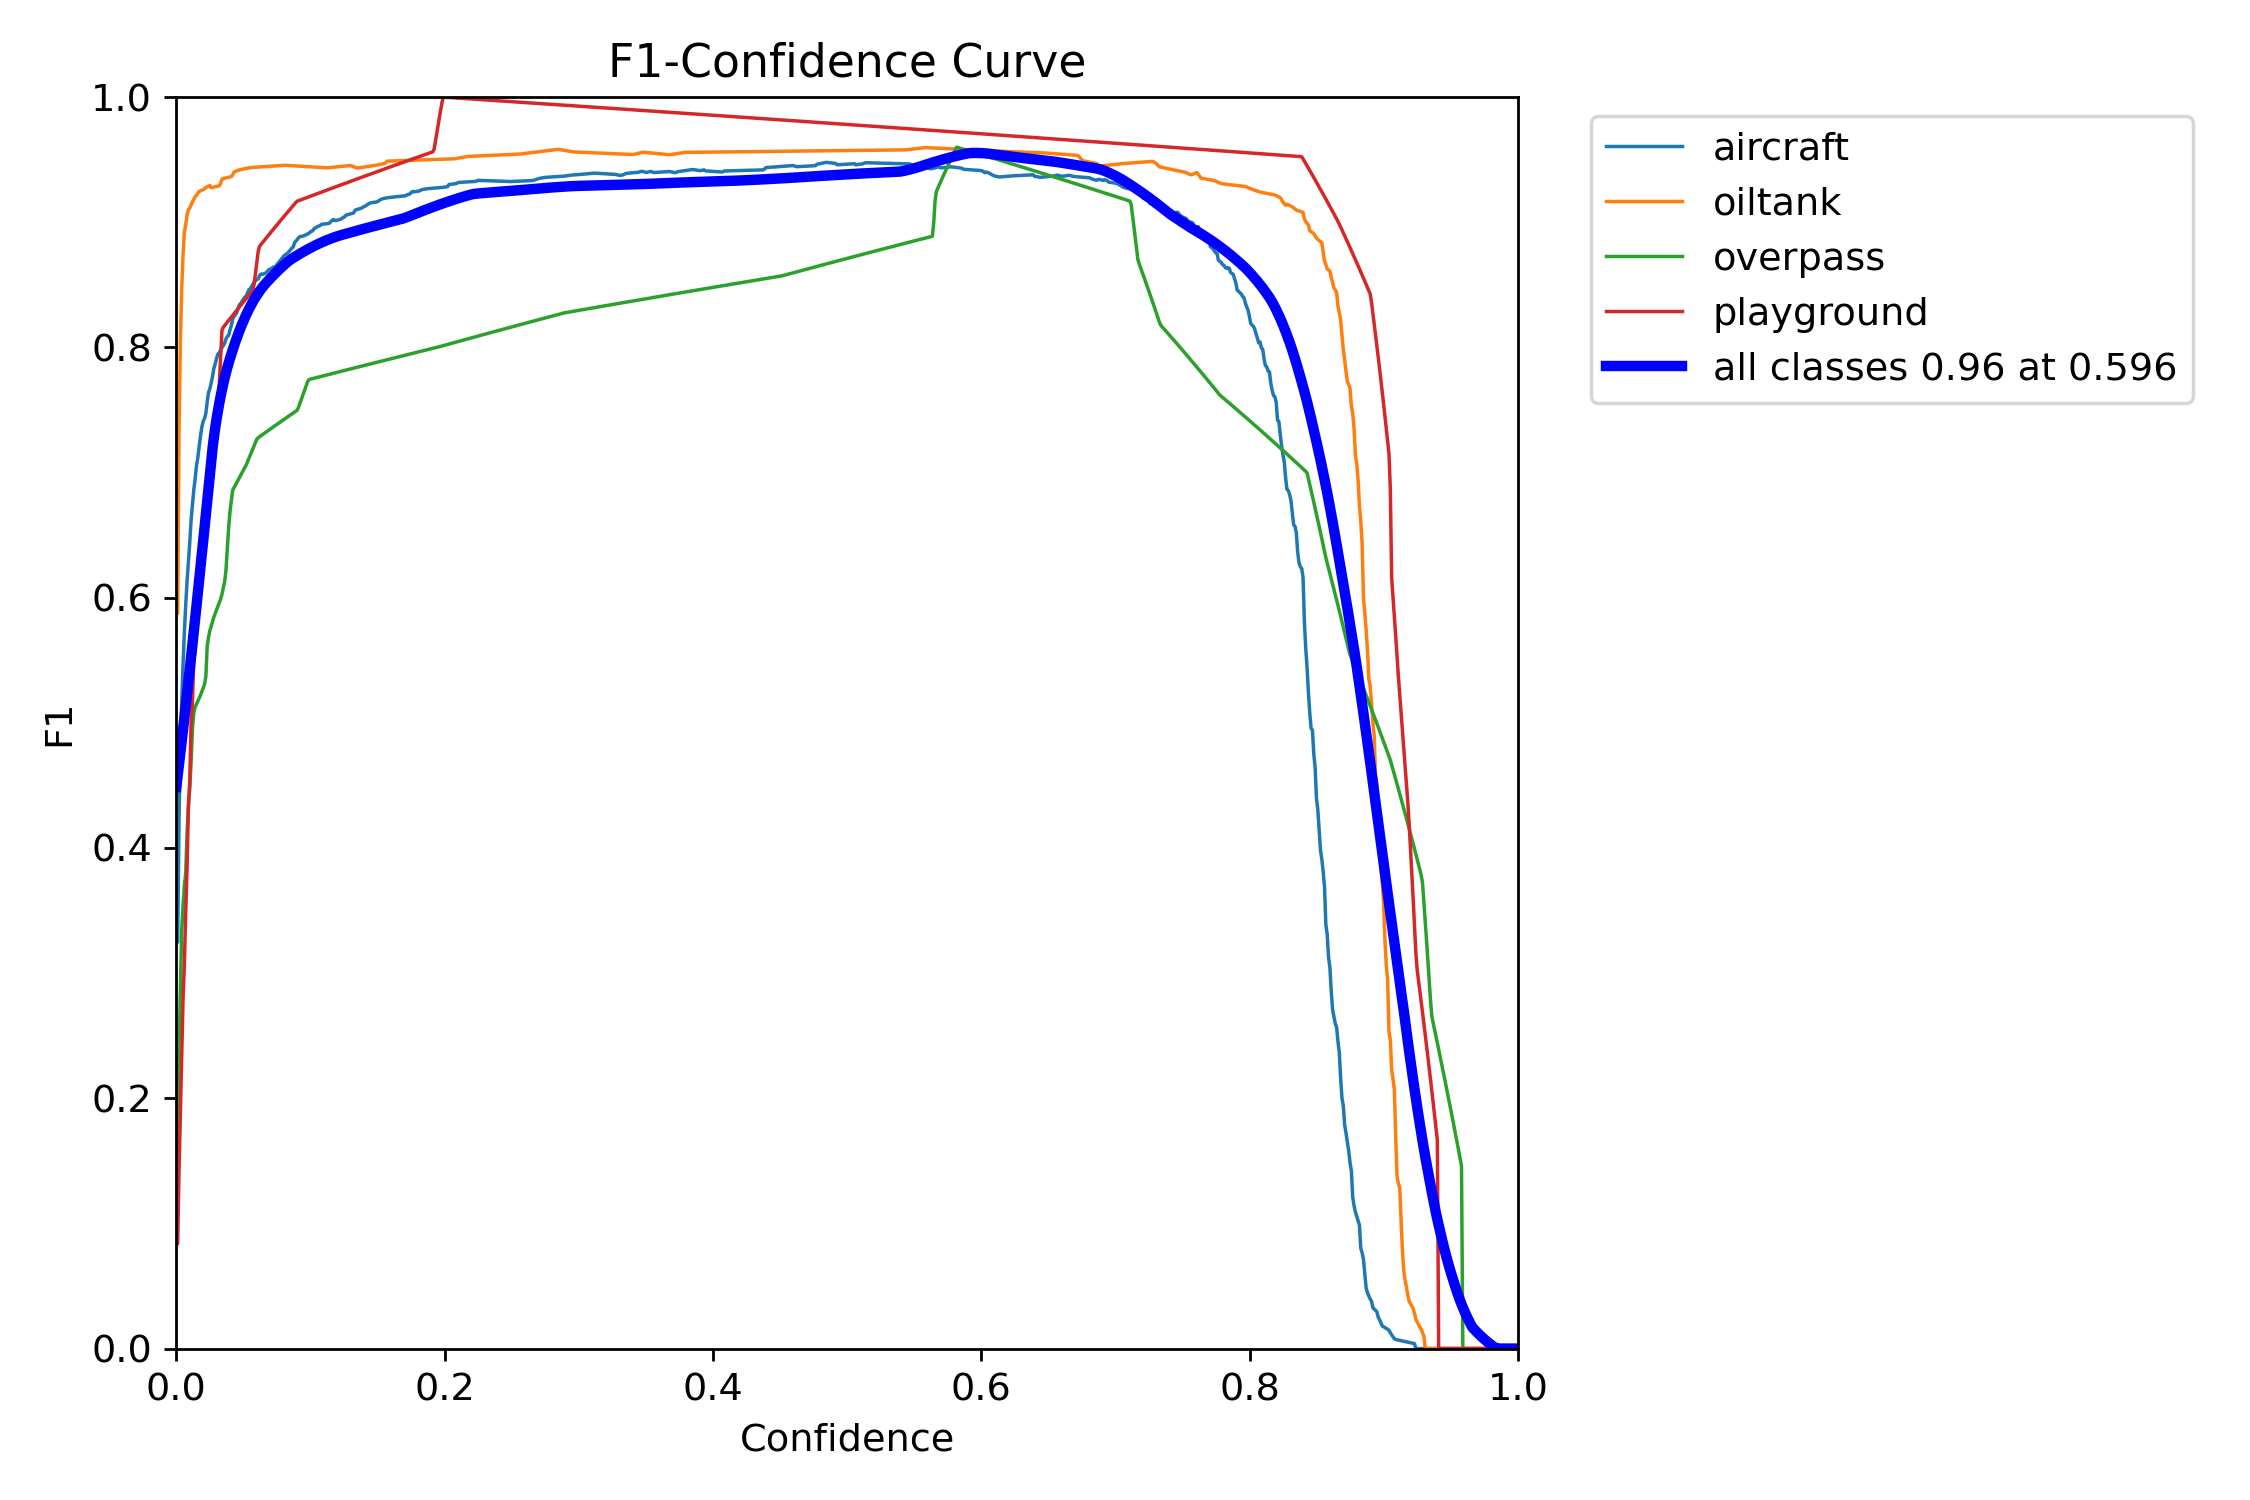 F1-Confidence Curve
1.0
0.8
0.6
0.4
0.2
0.0
F1
0.0 0.2 0.4 0.6 0.8 1.0
Confidence
aircraft
oiltank
overpass
playground
all classes 0.96 at 0.596